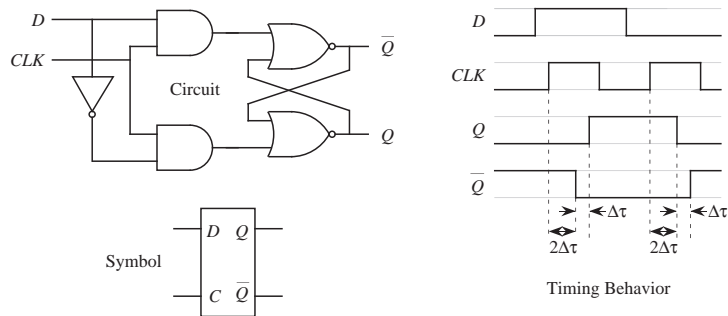 D
CLK
Circuit
Q̅
Q
Symbol
D Q
C Q̅
D
CLK
Q
Q̅
Δτ Δτ
2Δτ 2Δτ
Timing Behavior